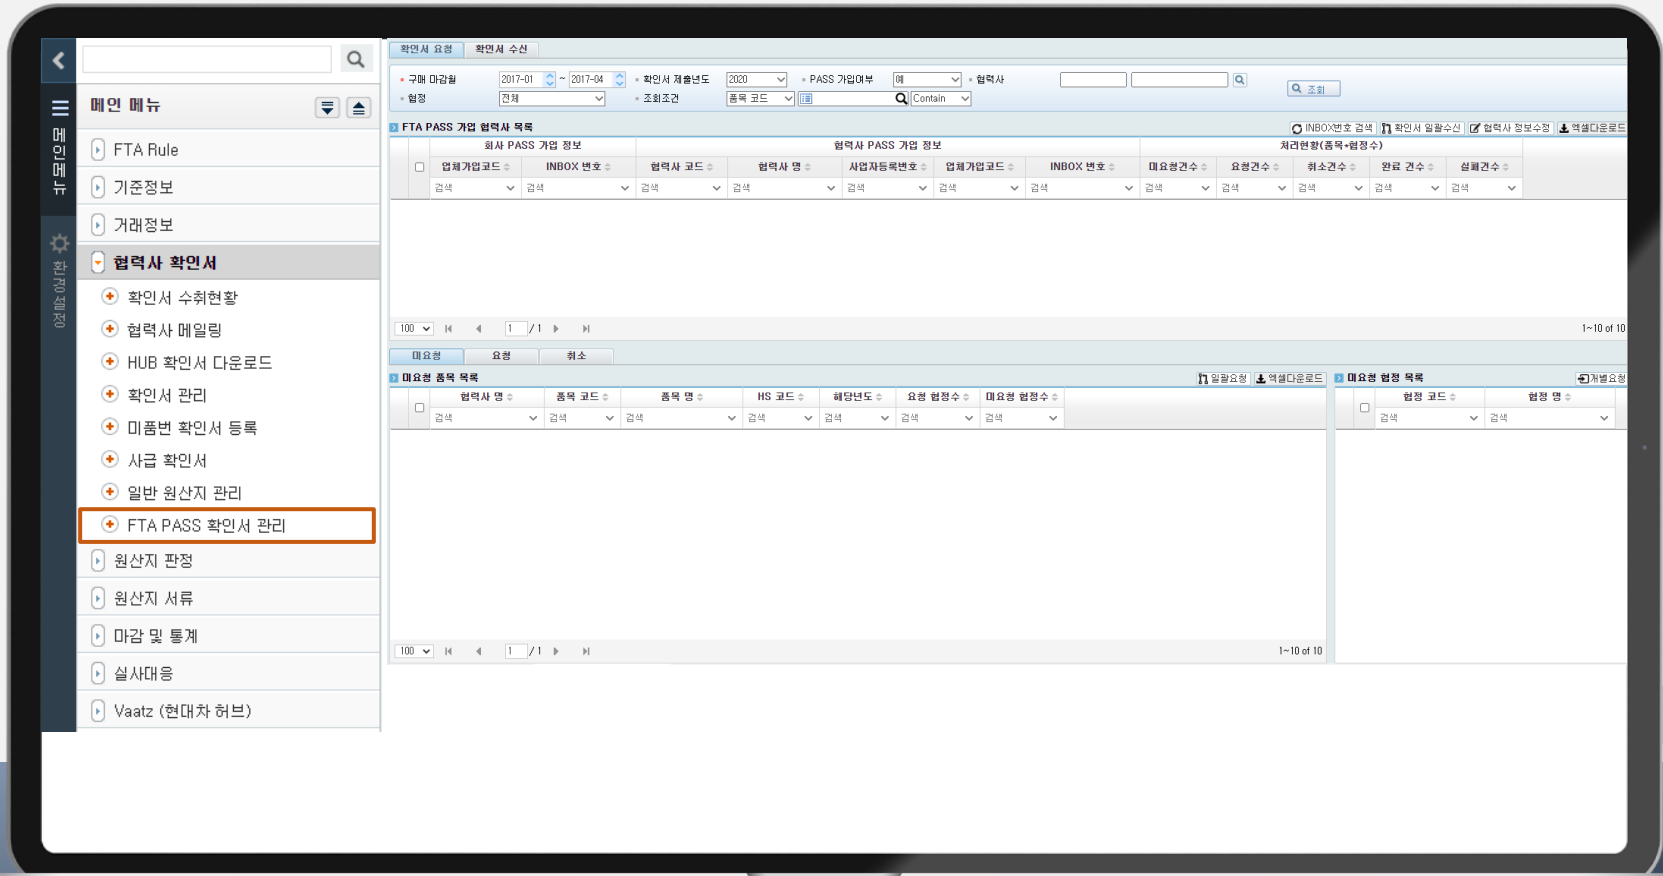 메인메뉴
환경설정
메인 메뉴
FTA Rule
기준정보
거래정보
협력사 확인서
확인서 수취현황
협력사 메일링
HUB 확인서 다운로드
확인서 관리
미품번 확인서 등록
사급 확인서
일반 원산지 관리
FTA PASS 확인서 관리
원산지 판정
원산지 서류
마감 및 통계
실사대응
Vaatz (현대차 허브)
확인서 요청 확인서 수신
구매 마감월 2017-01 ~ 2017-04 확인서 제출년도 2020 PASS 가입여부 예 협력사
협정 전체 조회조건 품목 코드 Contain 조회
FTA PASS 가입 협력사 목록 INBOX번호 검색 확인서 일괄수신 협력사 정보수정 엑셀다운로드
회사 PASS 가입 정보 협력사 PASS 가입 정보 처리현황(품목*협정수)
업체가입코드 INBOX 번호 협력사 코드 협력사 명 사업자등록번호 업체가입코드 INBOX 번호 미요청건수 요청건수 취소건수 완료 건수 실패건수
검색 검색 검색 검색 검색 검색 검색 검색 검색 검색 검색 검색
100 1 / 1 1~10 of 10
미요청 요청 취소
미요청 품목 목록 일괄요청 엑셀다운로드 미요청 협정 목록 개별요청
협력사 명 품목 코드 품목 명 HS 코드 해당년도 요청 협정수 미요청 협정수 협정 코드 협정 명
검색 검색 검색 검색 검색 검색 검색 검색 검색
100 1 / 1 1~10 of 10